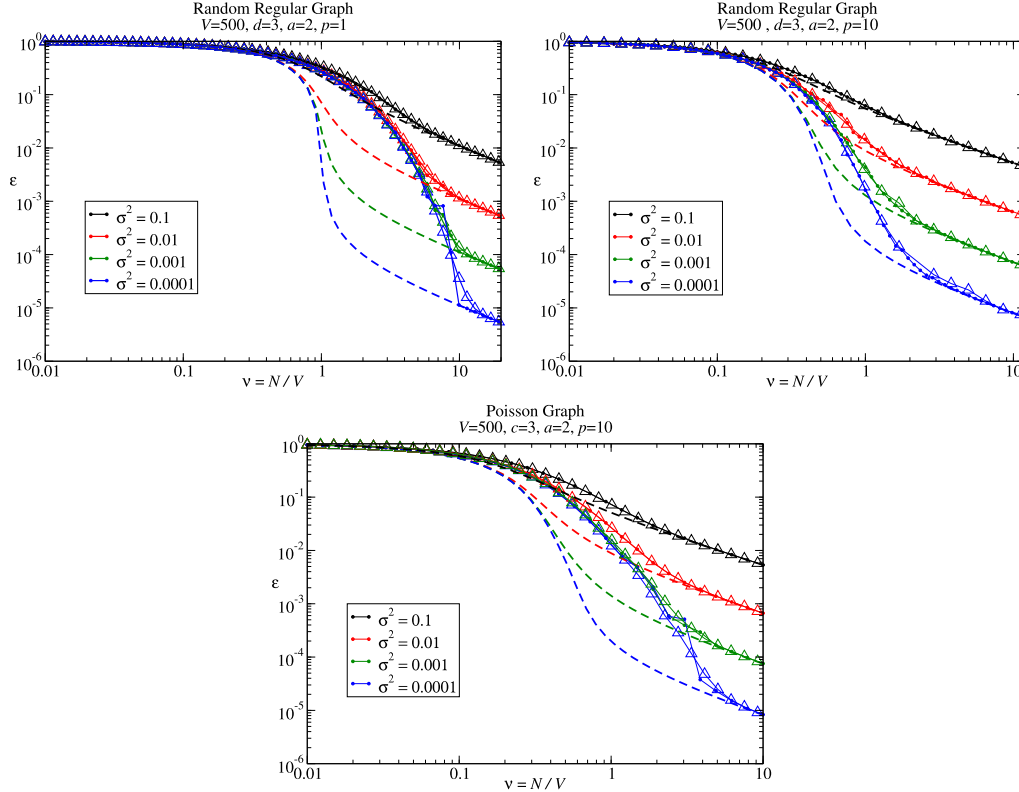 Random Regular Graph
V=500, d=3, a=2, p=1
10^0
10^-1
10^-2
10^-3
10^-4
10^-5
10^-6
ε
σ^2 = 0.1
σ^2 = 0.01
σ^2 = 0.001
σ^2 = 0.0001
0.01 0.1 1 10
ν = N / V
Random Regular Graph
V=500 , d=3, a=2, p=10
10^0
10^-1
10^-2
10^-3
10^-4
10^-5
10^-6
ε
σ^2 = 0.1
σ^2 = 0.01
σ^2 = 0.001
σ^2 = 0.0001
0.01 0.1 1 10
ν = N / V
Poisson Graph
V=500, c=3, a=2, p=10
10^0
10^-1
10^-2
10^-3
10^-4
10^-5
10^-6
ε
σ^2 = 0.1
σ^2 = 0.01
σ^2 = 0.001
σ^2 = 0.0001
0.01 0.1 1 10
ν = N / V